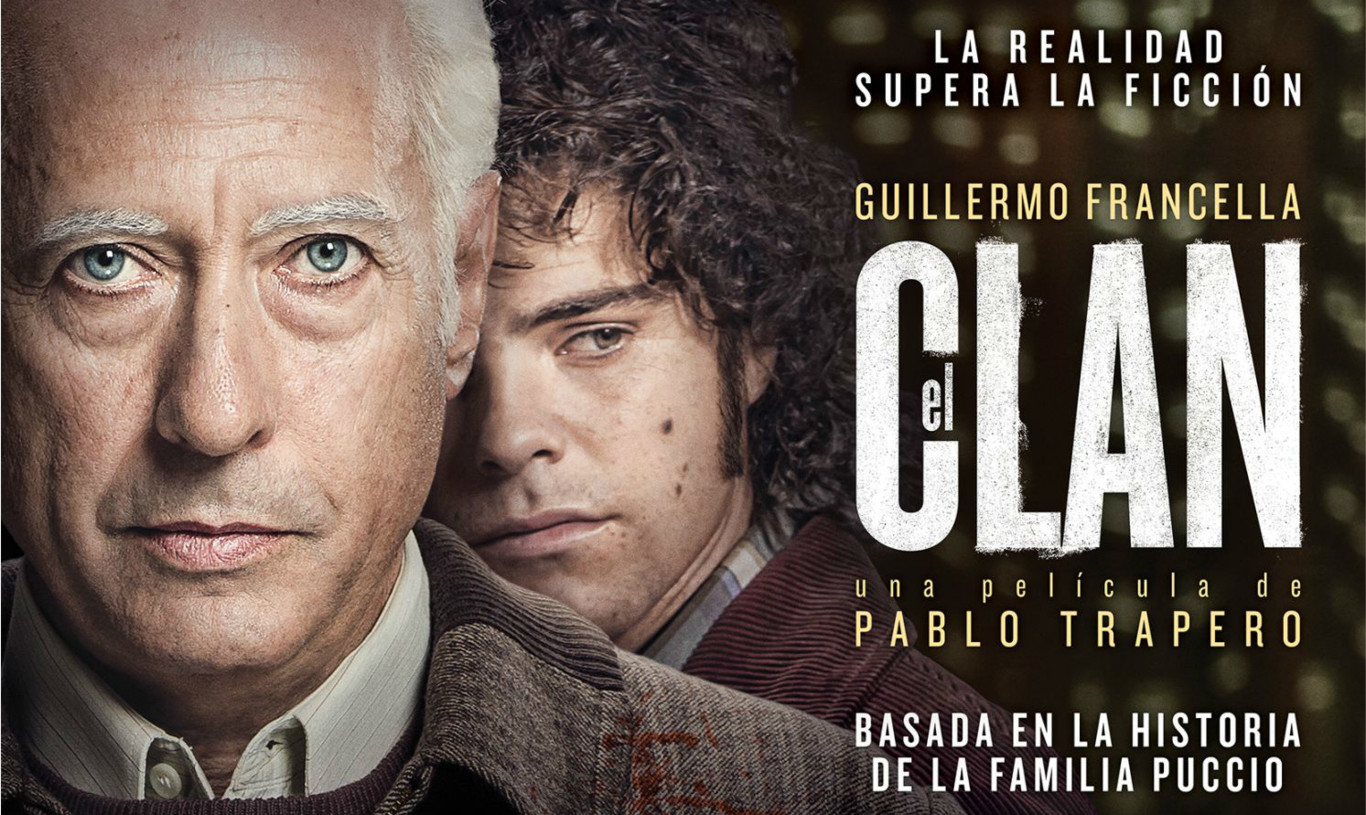 LA REALIDAD
SUPERA LA FICCIÓN
GUILLERMO FRANCELLA
el CLAN
una película de
PABLO TRAPERO
BASADA EN LA HISTORIA
DE LA FAMILIA PUCCIO